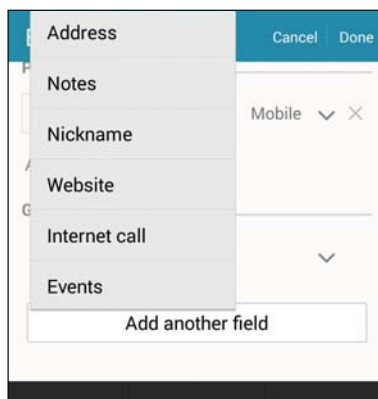 Address
Cancel Done
Notes
Mobile
Nickname
Website
Internet call
Events
Add another field